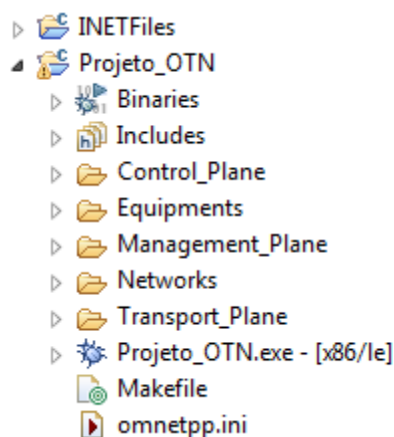 INETFiles
Projeto_OTN
Binaries
Includes
Control_Plane
Equipments
Management_Plane
Networks
Transport_Plane
Projeto_OTN.exe - [x86/le]
Makefile
omnetpp.ini